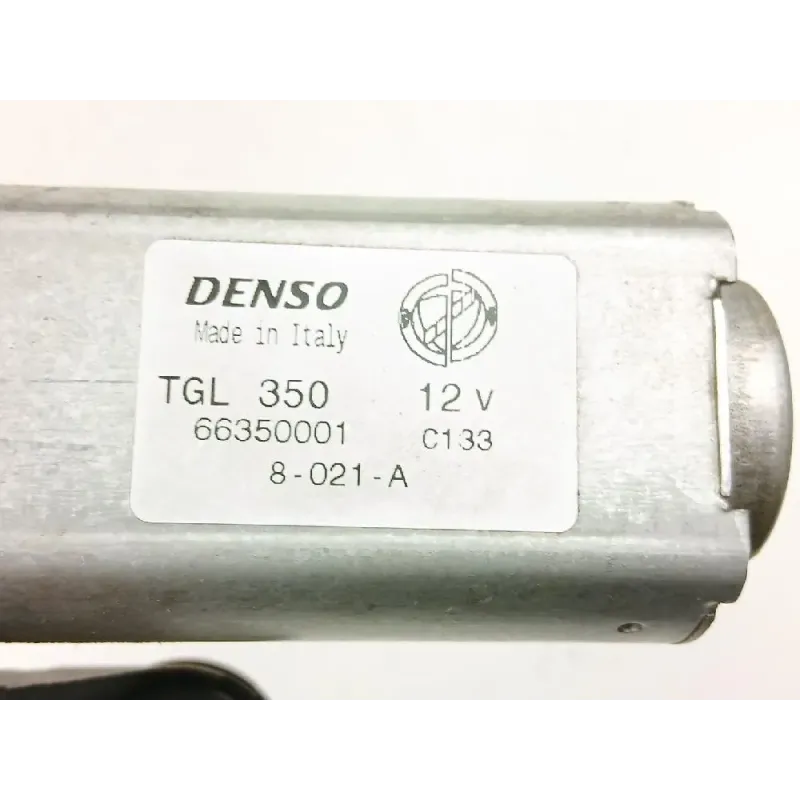 DENSO
Made in Italy
TGL 350 12 V
66350001 C133
8-021-A